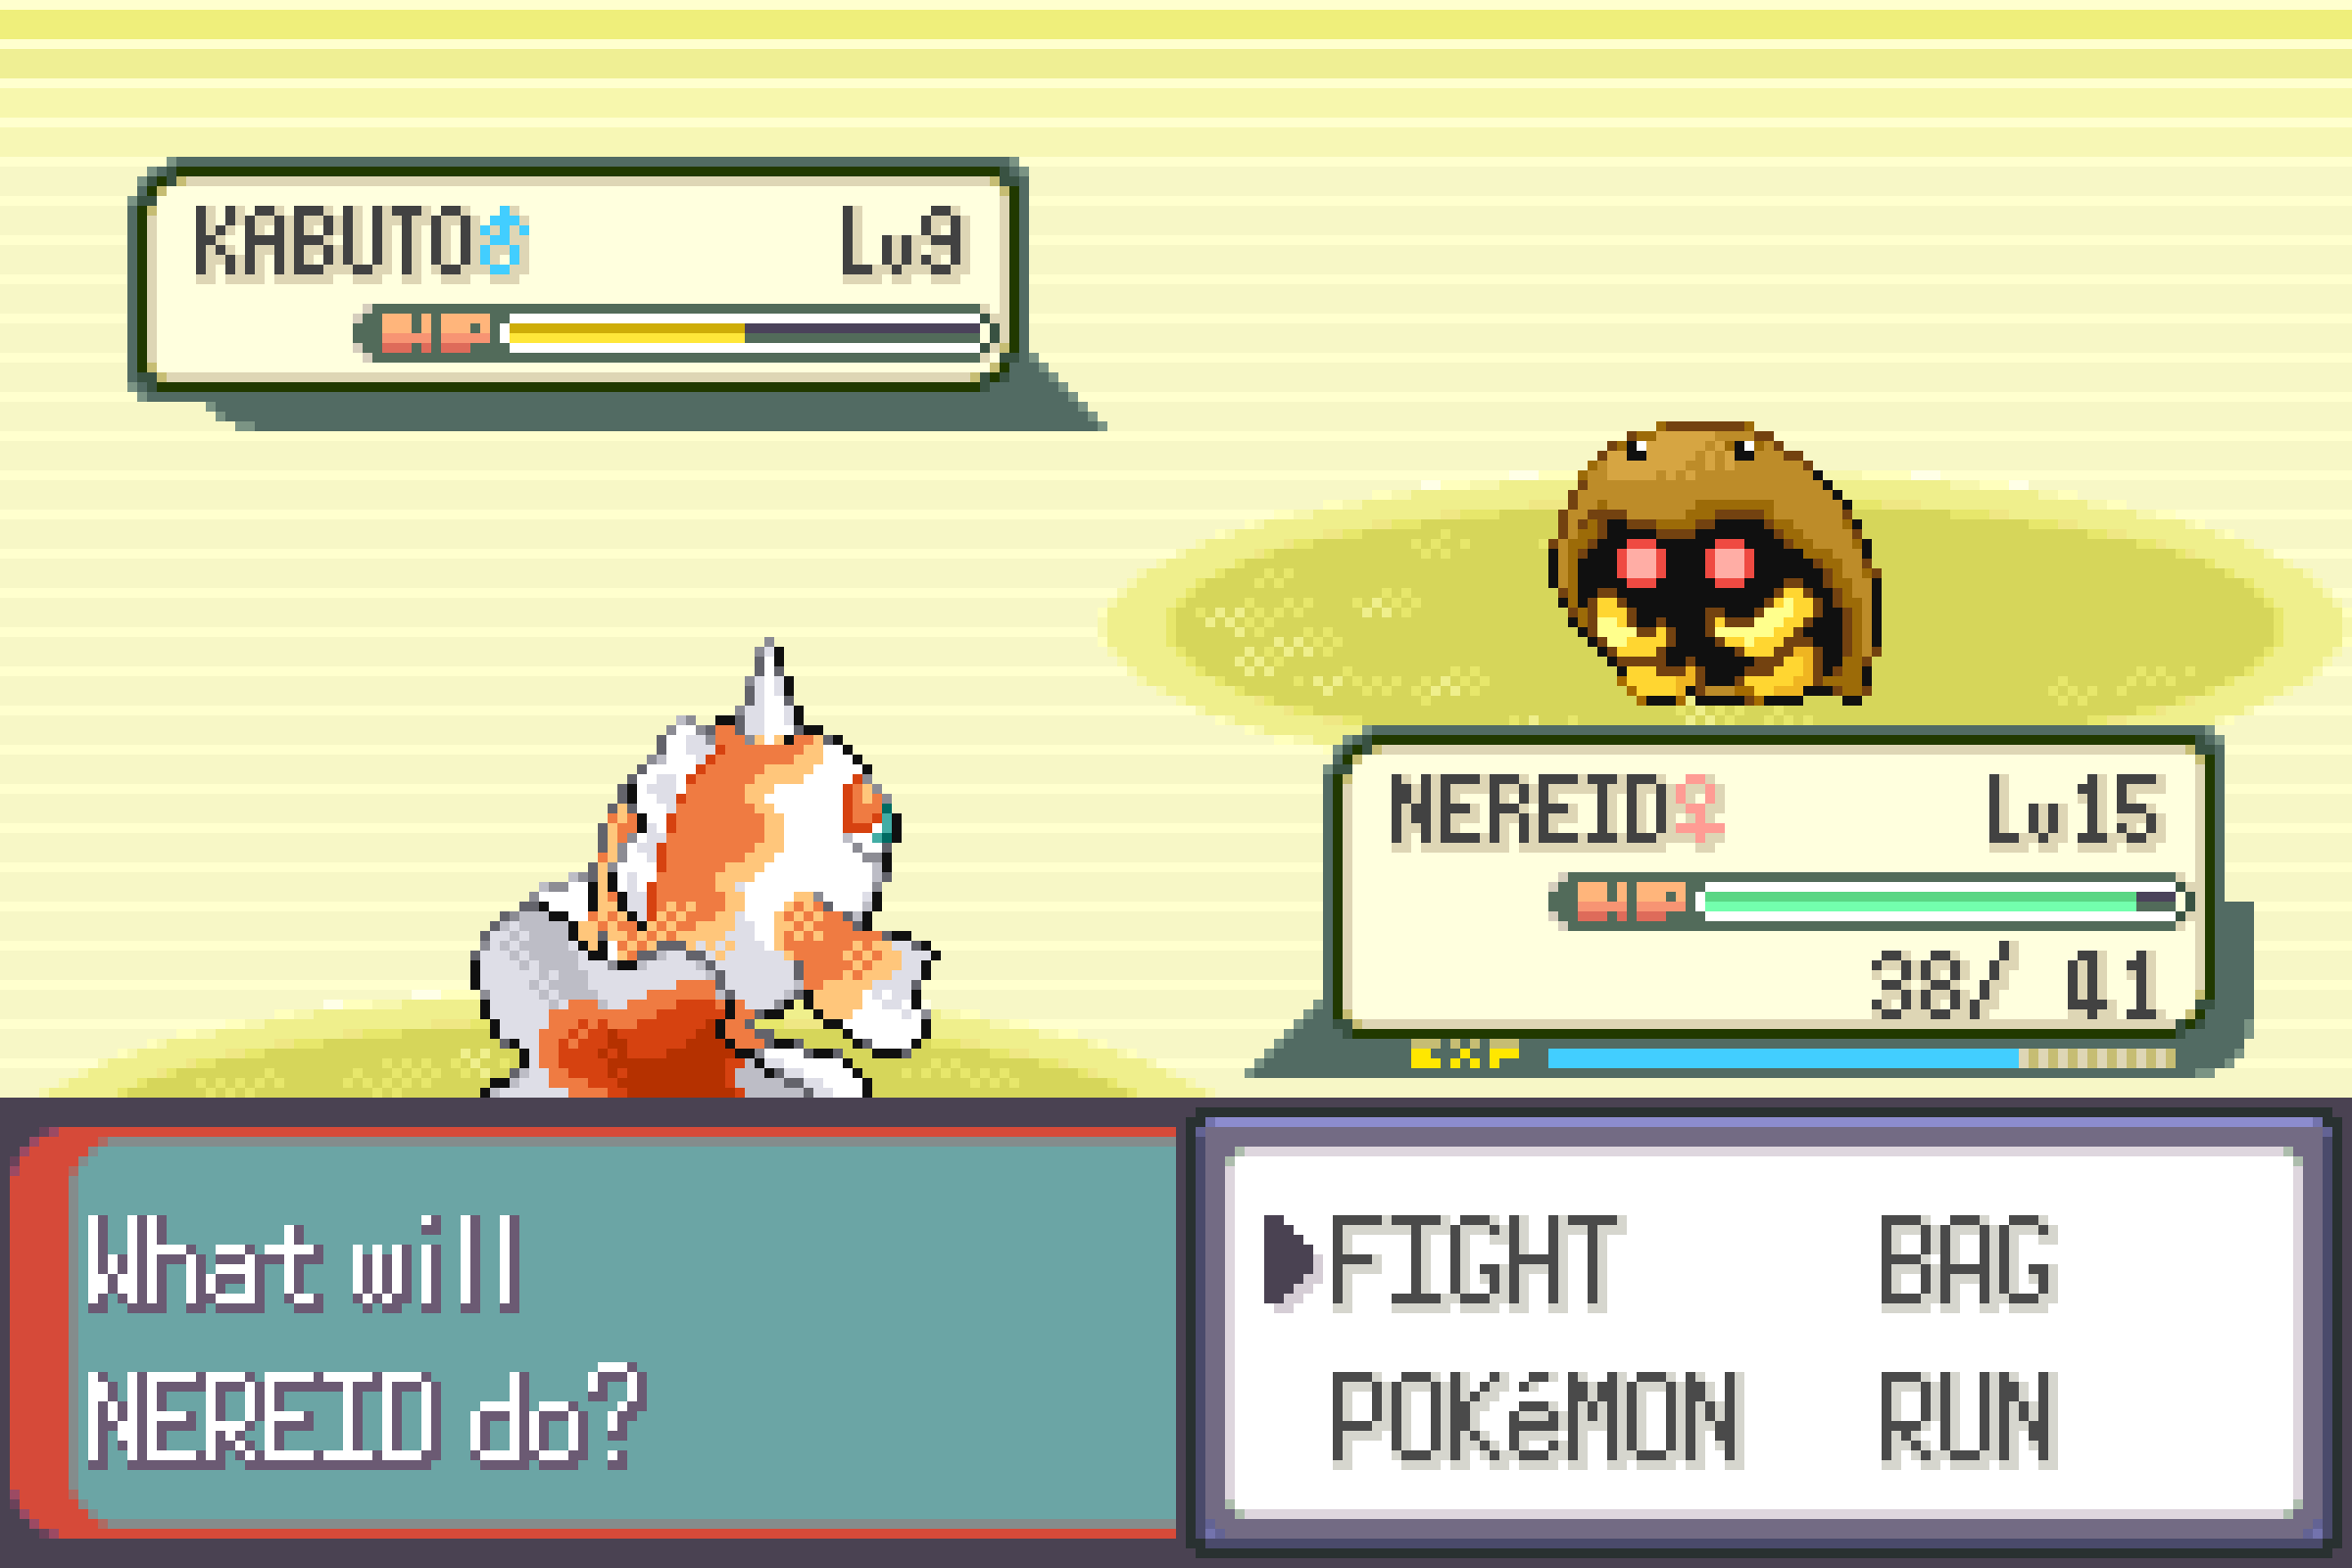 KABUTO♂ Lv9
HP
NEREID♀ Lv15
HP
38/ 41
EXP
What will
NEREID do?
▶FIGHT BAG
POKéMON RUN